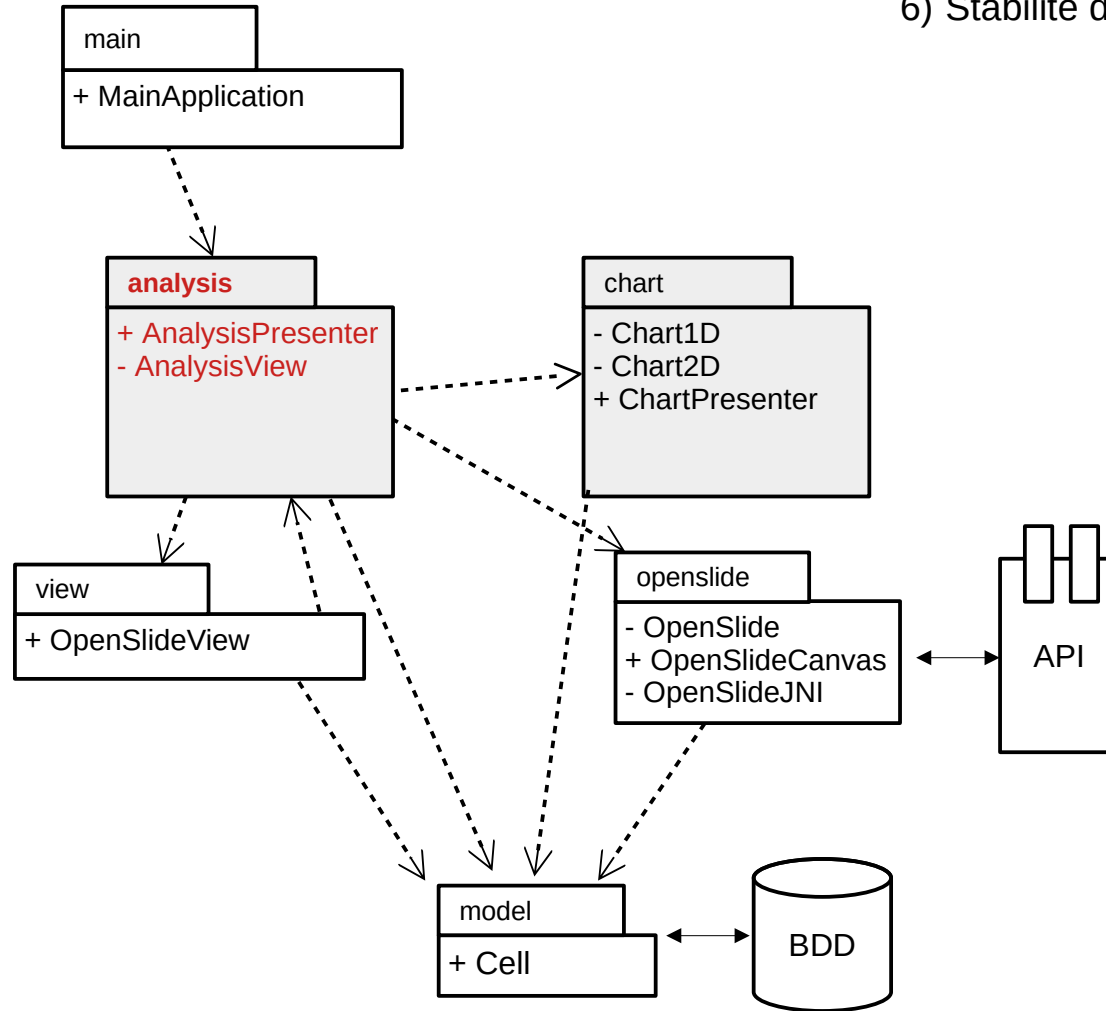 6) Stabilité d
main
+ MainApplication
analysis
+ AnalysisPresenter
- AnalysisView
chart
- Chart1D
- Chart2D
+ ChartPresenter
view
+ OpenSlideView
openslide
- OpenSlide
+ OpenSlideCanvas
- OpenSlideJNI
API
model
+ Cell
BDD